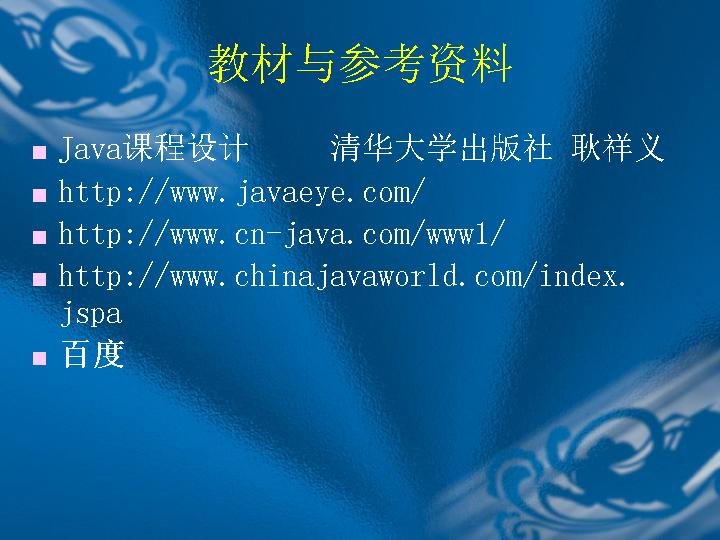 教材与参考资料
Java课程设计 清华大学出版社 耿祥义
http://www.javaeye.com/
http://www.cn-java.com/www1/
http://www.chinajavaworld.com/index.
jspa
百度